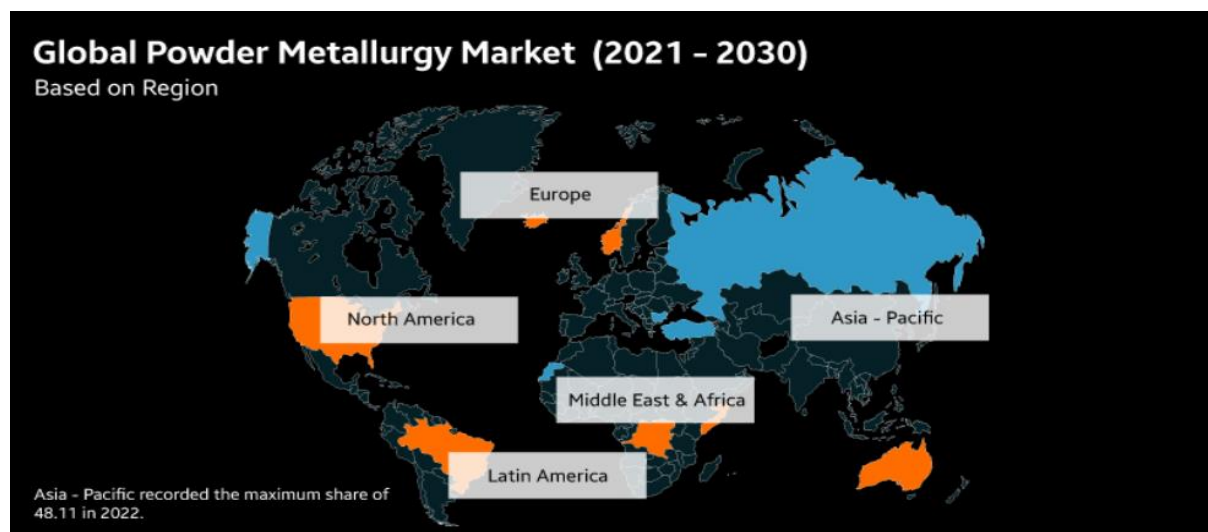 Global Powder Metallurgy Market (2021 – 2030)
Based on Region
Europe
North America
Asia - Pacific
Middle East & Africa
Latin America
Asia - Pacific recorded the maximum share of
48.11 in 2022.